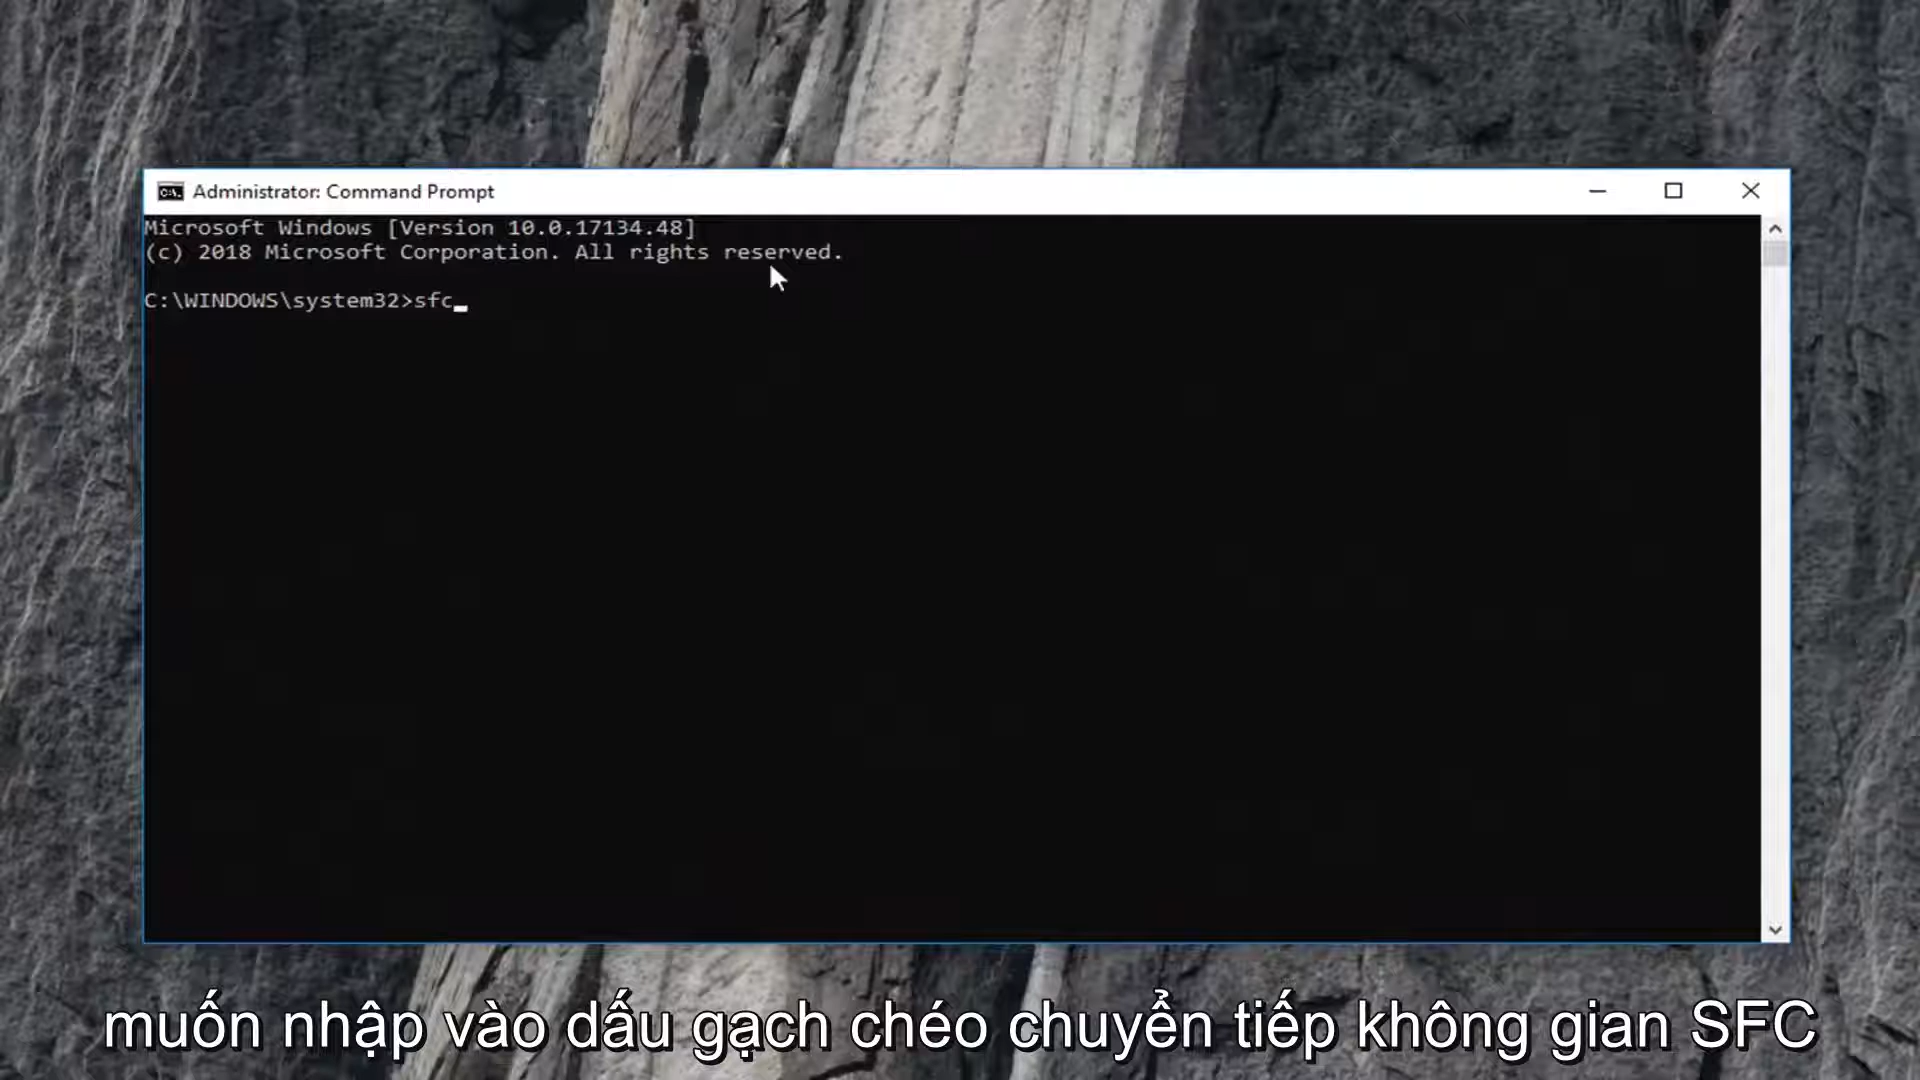 Administrator: Command Prompt
Microsoft Windows [Version 10.0.17134.48]
(c) 2018 Microsoft Corporation. All rights reserved.
C:\WINDOWS\system32>sfc
muốn nhập vào dấu gạch chéo chuyển tiếp không gian SFC